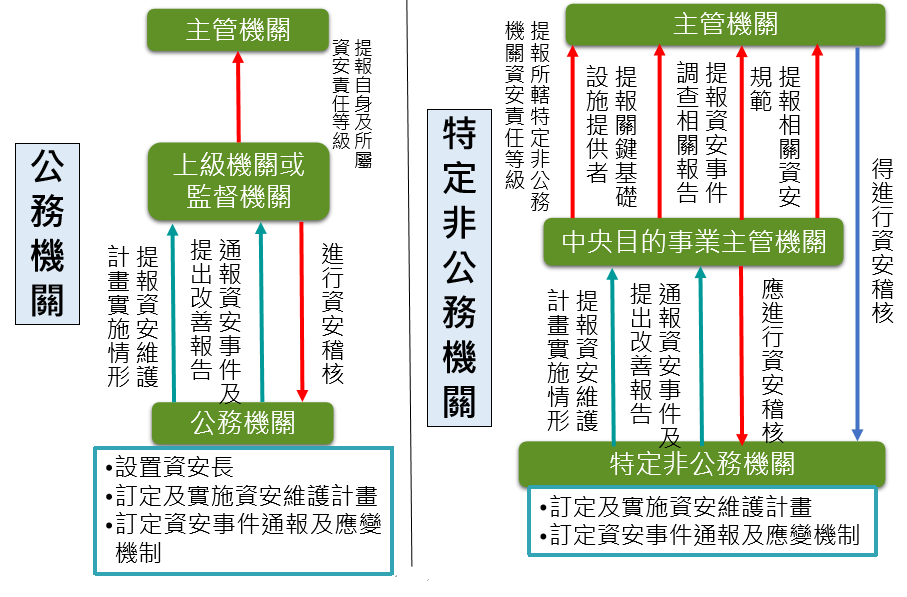 公務機關
主管機關
提報自身及所屬
資安責任等級
上級機關或
監督機關
提報資安維護
計畫實施情形
通報資安事件及
提出改善報告
進行資安稽核
公務機關
•設置資安長
•訂定及實施資安維護計畫
•訂定資安事件通報及應變
機制
特定非公務機關
主管機關
提報所轄特定非公務
機關資安責任等級
提報關鍵基礎
設施提供者
提報資安事件
調查相關報告
提報相關資安
規範
得進行資安稽核
中央目的事業主管機關
提報資安維護
計畫實施情形
通報資安事件及
提出改善報告
應進行資安稽核
特定非公務機關
•訂定及實施資安維護計畫
•訂定資安事件通報及應變機制